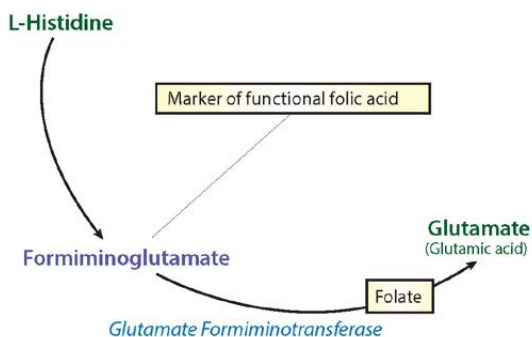 L-Histidine
Marker of functional folic acid
Glutamate
(Glutamic acid)
Formiminoglutamate
Folate
Glutamate Formiminotransferase